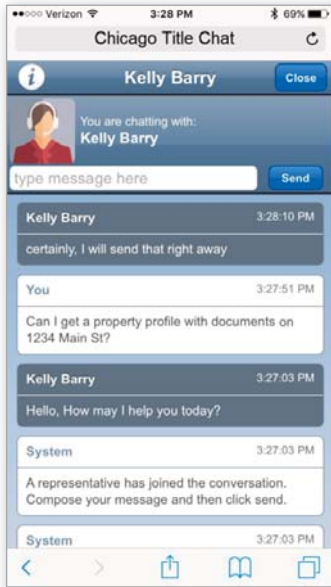 Verizon 3:28 PM 69%
Chicago Title Chat
Kelly Barry
Close
You are chatting with:
Kelly Barry
type message here
Send
Kelly Barry 3:28:10 PM
certainly, I will send that right away
You 3:27:51 PM
Can I get a property profile with documents on
1234 Main St?
Kelly Barry 3:27:03 PM
Hello, How may I help you today?
System 3:27:03 PM
A representative has joined the conversation.
Compose your message and then click send.
System 3:27:03 PM